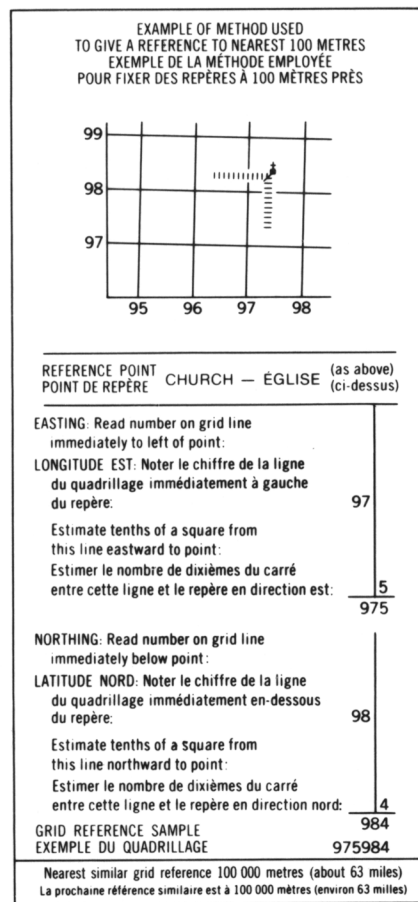 EXAMPLE OF METHOD USED
TO GIVE A REFERENCE TO NEAREST 100 METRES
EXEMPLE DE LA MÉTHODE EMPLOYÉE
POUR FIXER DES REPÈRES À 100 MÈTRES PRÈS
99
98
97
95 96 97 98
REFERENCE POINT
POINT DE REPÈRE
CHURCH — ÉGLISE
(as above)
(ci-dessus)
EASTING: Read number on grid line
immediately to left of point:
LONGITUDE EST: Noter le chiffre de la ligne
du quadrillage immédiatement à gauche
du repère: 97
Estimate tenths of a square from
this line eastward to point:
Estimer le nombre de dixièmes du carré
entre cette ligne et le repère en direction est: 5
975
NORTHING: Read number on grid line
immediately below point:
LATITUDE NORD: Noter le chiffre de la ligne
du quadrillage immédiatement en-dessous
du repère: 98
Estimate tenths of a square from
this line northward to point:
Estimer le nombre de dixièmes du carré
entre cette ligne et le repère en direction nord: 4
984
GRID REFERENCE SAMPLE
EXEMPLE DU QUADRILLAGE 975984
Nearest similar grid reference 100 000 metres (about 63 miles)
La prochaine référence similaire est à 100 000 mètres (environ 63 milles)